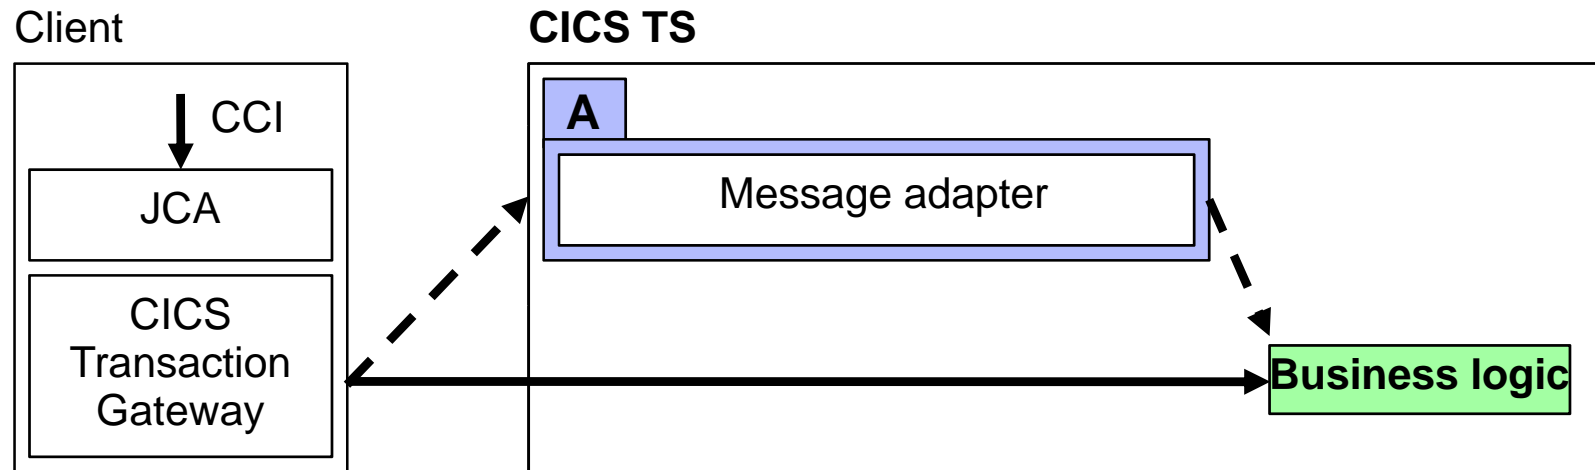 Client
CICS TS
CCI
JCA
CICS
Transaction
Gateway
A
Message adapter
Business logic